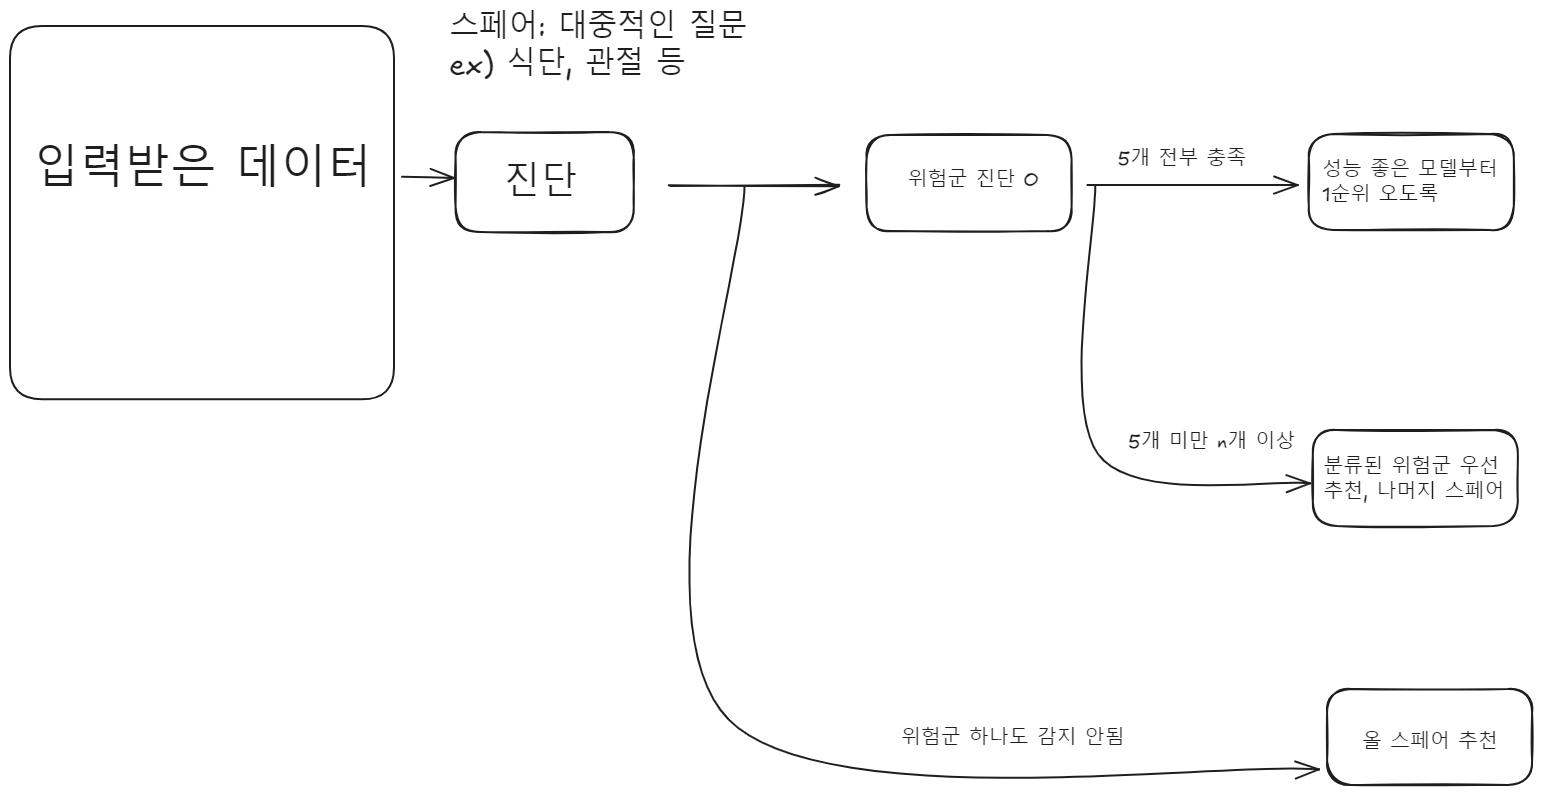 스페어: 대중적인 질문
ex) 식단, 관절 등
입력받은 데이터
진단
위험군 진단 O
5개 전부 충족
성능 좋은 모델부터
1순위 오도록
5개 미만 n개 이상
분류된 위험군 우선
추천, 나머지 스페어
위험군 하나도 감지 안됨
올 스페어 추천